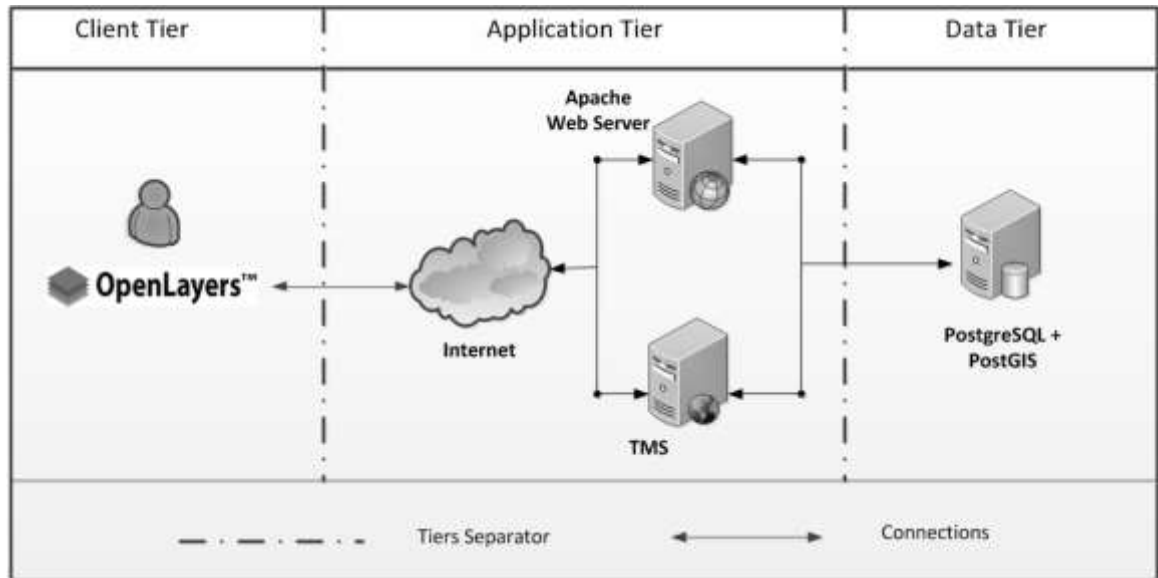 Client Tier
Application Tier
Data Tier
Apache
Web Server
OpenLayers™
Internet
PostgreSQL +
PostGIS
TMS
Tiers Separator
Connections